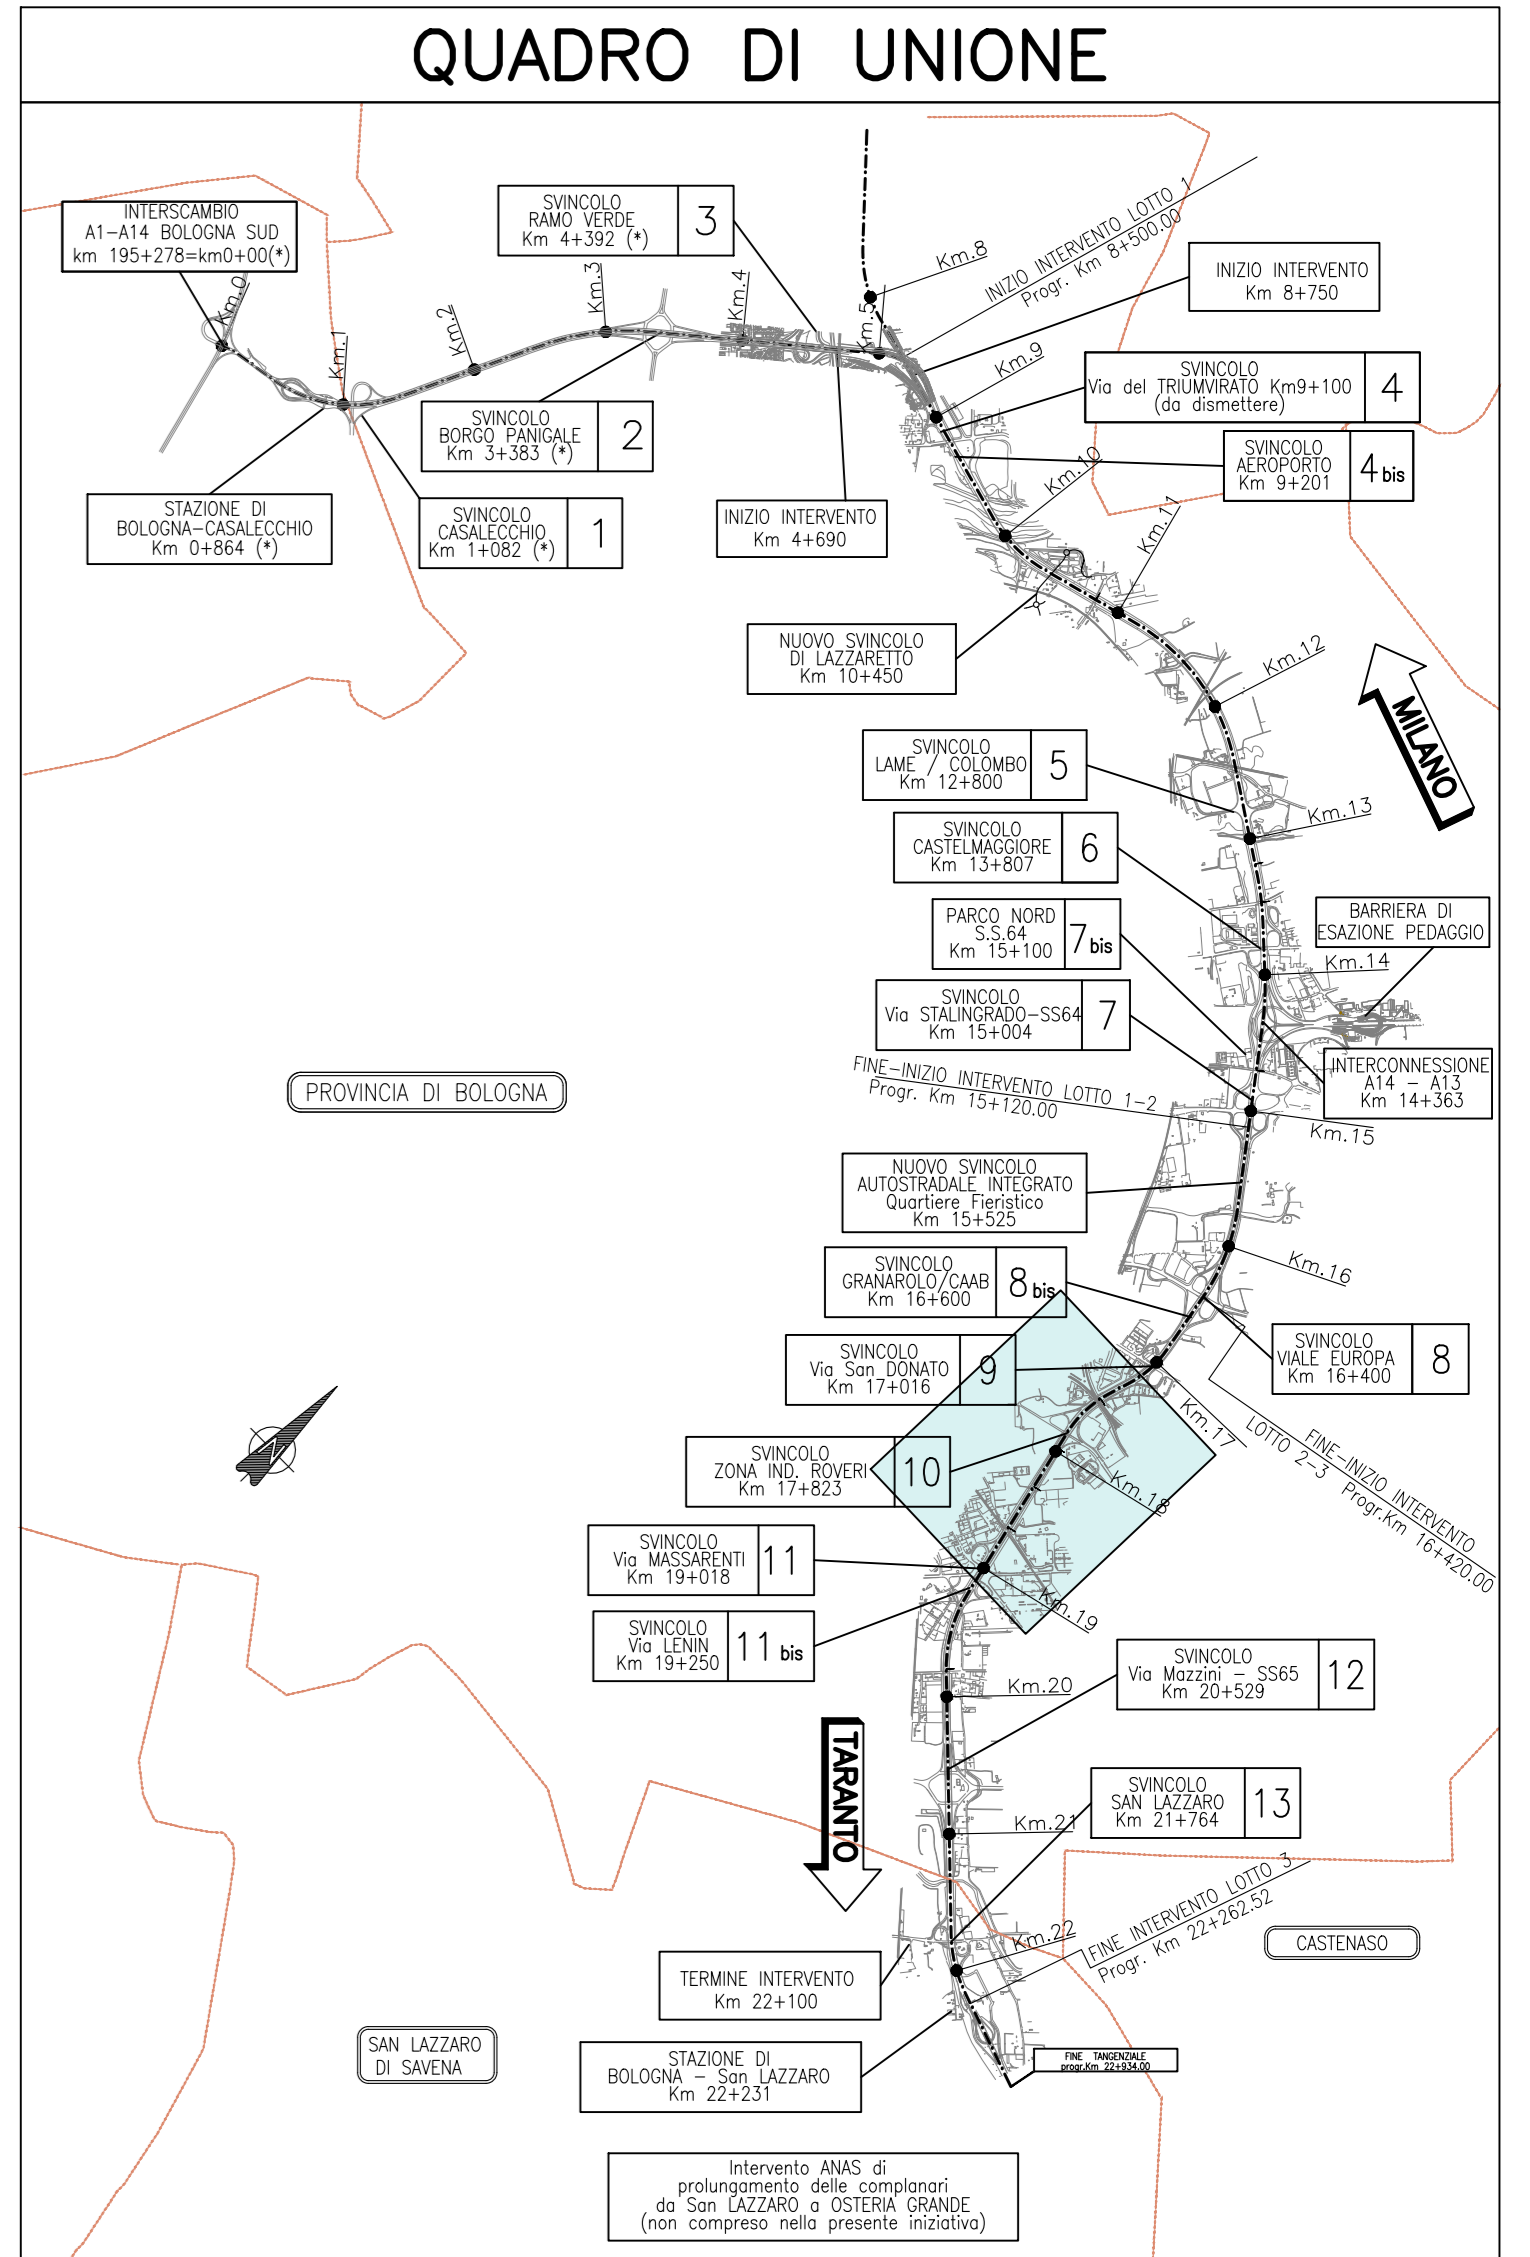 QUADRO DI UNIONE
INTERSCAMBIO
A1-A14 BOLOGNA SUD
km 195+278=km0+00(*)
SVINCOLO
RAMO VERDE
Km 4+392 (*)
3
Km.0
Km.1
Km.2
Km.3
Km.4
Km.5
Km.8
INIZIO INTERVENTO LOTTO 1
Progr. Km 8+500.00
INIZIO INTERVENTO
Km 8+750
Km.9
SVINCOLO
Via del TRIUMVIRATO Km9+100
(da dismettere)
4
SVINCOLO
BORGO PANIGALE
Km 3+383 (*)
2
SVINCOLO
AEROPORTO
Km 9+201
4 bis
STAZIONE DI
BOLOGNA-CASALECCHIO
Km 0+864 (*)
SVINCOLO
CASALECCHIO
Km 1+082 (*)
1
INIZIO INTERVENTO
Km 4+690
Km.10
Km.11
NUOVO SVINCOLO
DI LAZZARETTO
Km 10+450
Km.12
MILANO
SVINCOLO
LAME / COLOMBO
Km 12+800
5
Km.13
SVINCOLO
CASTELMAGGIORE
Km 13+807
6
PARCO NORD
S.S.64
Km 15+100
7 bis
BARRIERA DI
ESAZIONE PEDAGGIO
Km.14
SVINCOLO
Via STALINGRADO-SS64
Km 15+004
7
INTERCONNESSIONE
A14 - A13
Km 14+363
FINE-INIZIO INTERVENTO LOTTO 1-2
Progr. Km 15+120.00
Km.15
PROVINCIA DI BOLOGNA
NUOVO SVINCOLO
AUTOSTRADALE INTEGRATO
Quartiere Fieristico
Km 15+525
Km.16
SVINCOLO
GRANAROLO/CAAB
Km 16+600
8 bis
SVINCOLO
VIALE EUROPA
Km 16+400
8
SVINCOLO
Via San DONATO
Km 17+016
9
Km.17
FINE-INIZIO INTERVENTO
LOTTO 2-3 Progr.Km 16+420.00
SVINCOLO
ZONA IND. ROVERI
Km 17+823
10
Km.18
SVINCOLO
Via MASSARENTI
Km 19+018
11
Km.19
SVINCOLO
Via LENIN
Km 19+250
11 bis
SVINCOLO
Via Mazzini - SS65
Km 20+529
12
Km.20
TARANTO
SVINCOLO
SAN LAZZARO
Km 21+764
13
Km.21
FINE INTERVENTO LOTTO 3
Progr. Km 22+262.52
Km.22
CASTENASO
TERMINE INTERVENTO
Km 22+100
SAN LAZZARO
DI SAVENA
STAZIONE DI
BOLOGNA - San LAZZARO
Km 22+231
FINE TANGENZIALE
progr.Km 22+934.00
Intervento ANAS di
prolungamento delle complanari
da San LAZZARO a OSTERIA GRANDE
(non compreso nella presente iniziativa)